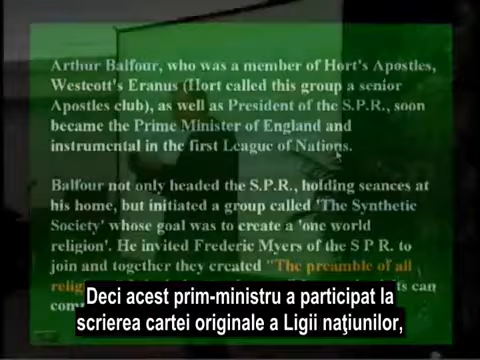 Arthur Balfour, who was a member of Hort's Apostles,
Westcott's Eranus (Hort called this group a senior
Apostles club), as well as President of the S.P.R., soon
became the Prime Minister of England and
instrumental in the first League of Nations.
Balfour not only headed the S.P.R., holding seances at
his home, but initiated a group called 'The Synthetic
Society' whose goal was to create a 'one world
religion'. He invited Frederic Myers of the S P R. to
join and together they created "The preamble of all
Deci acest prim-ministru a participat la
scrierea cartei originale a Ligii naţiunilor,